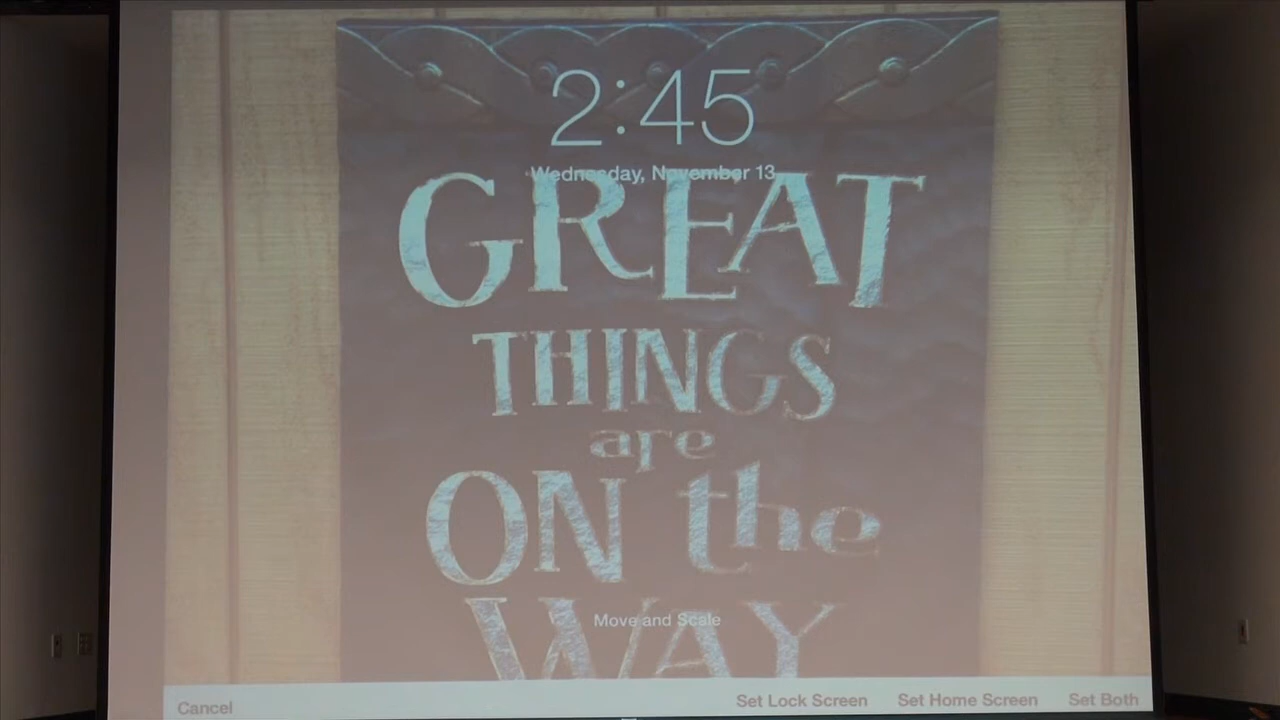 2:45
Wednesday, November 13
GREAT
THINGS
are
ON the
WAY
Move and Scale
Cancel
Set Lock Screen
Set Home Screen
Set Both